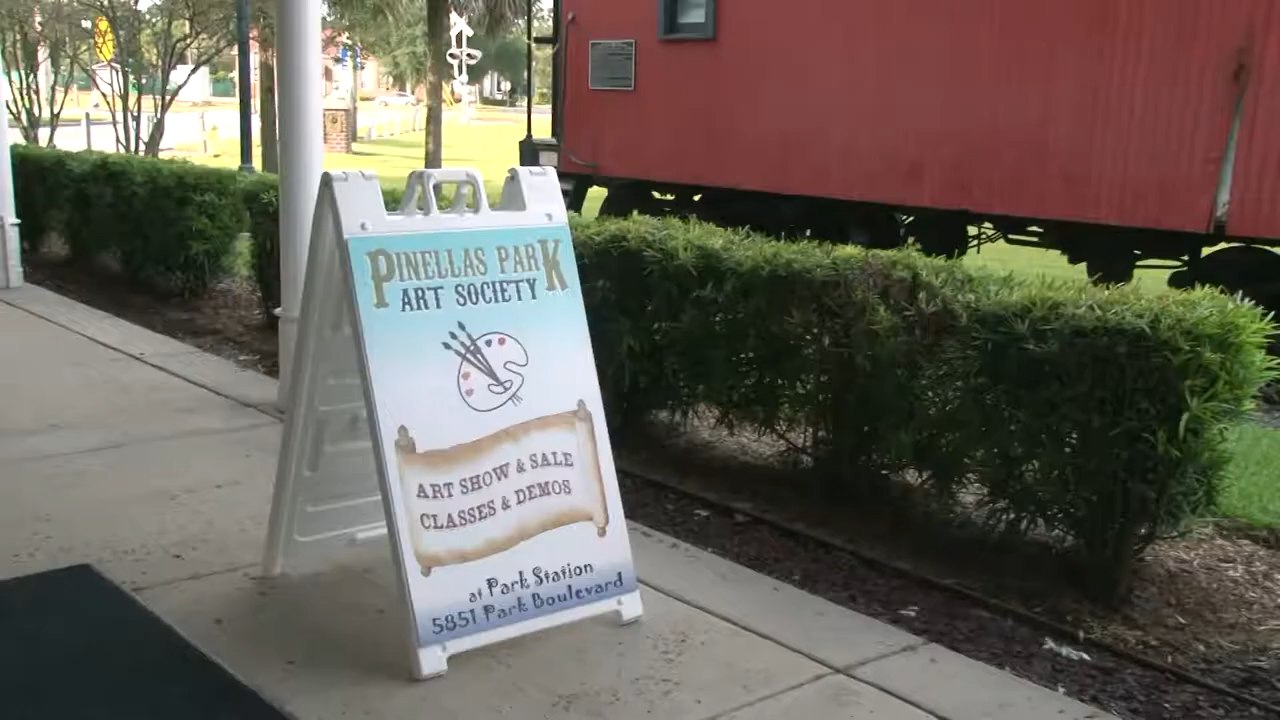 PINELLAS PARK
ART SOCIETY
ART SHOW & SALE
CLASSES & DEMOS
at Park Station
5851 Park Boulevard